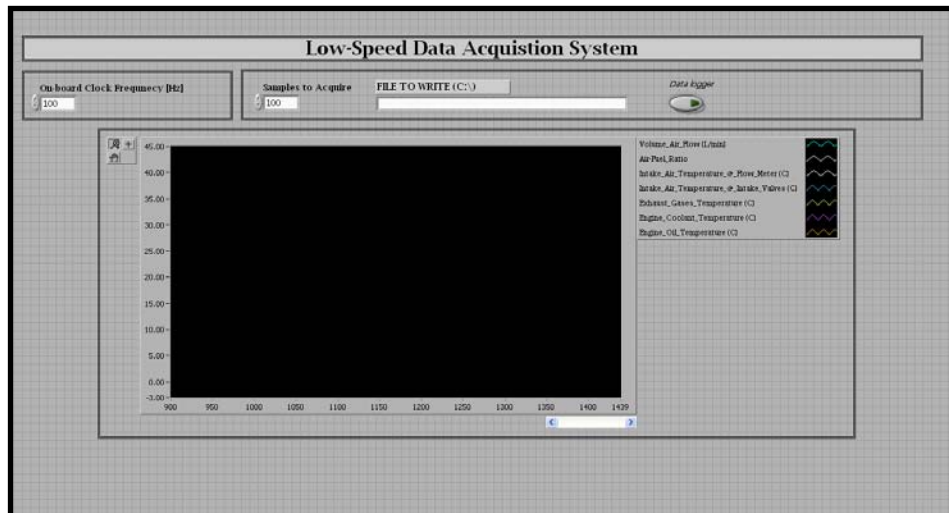 Low-Speed Data Acquistion System
On-board Clock Frequnecy [Hz]
100
Samples to Acquire
100
FILE TO WRITE (C:\)
Data logger
45.00
40.00
35.00
30.00
25.00
20.00
15.00
10.00
5.00
0.00
-3.00
900 950 1000 1050 1100 1150 1200 1250 1300 1350 1400 1439
Volume_Air_Flow [L/min]
Air-Fuel_Ratio
Intake_Air_Temperature_@_Flow_Meter (C)
Intake_Air_Temperature_@_Intake_Valves (C)
Exhaust_Gases_Temperature (C)
Engine_Coolant_Temperature (C)
Engine_Oil_Temperature (C)